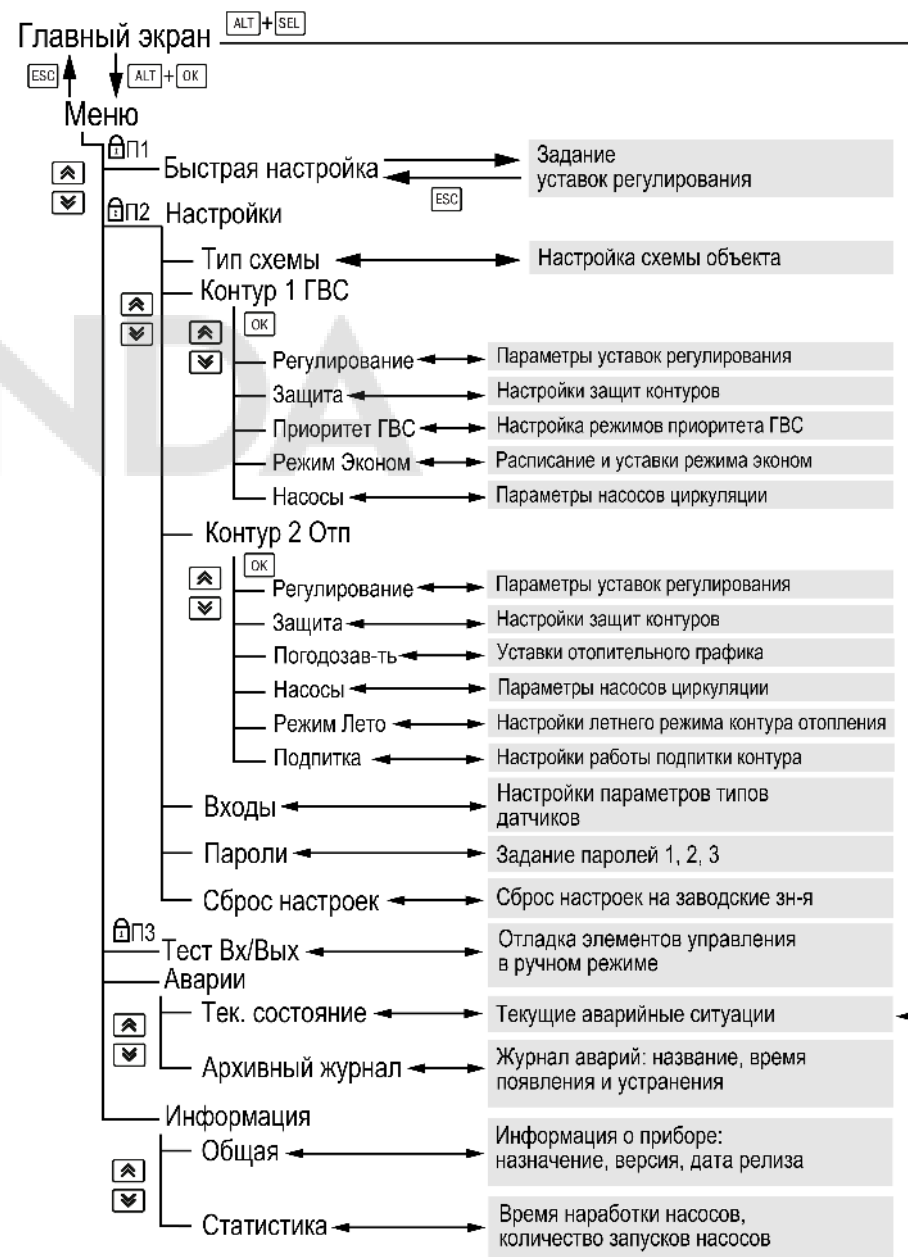 ALT + SEL
Главный экран
ESC ALT + OK
Меню
П1
Быстрая настройка
Задание
уставок регулирования
ESC
П2 Настройки
Тип схемы Настройка схемы объекта
Контур 1 ГВС
OK
Регулирование Параметры уставок регулирования
Защита Настройки защит контуров
Приоритет ГВС Настройка режимов приоритета ГВС
Режим Эконом Расписание и уставки режима эконом
Насосы Параметры насосов циркуляции
Контур 2 Отп
OK
Регулирование Параметры уставок регулирования
Защита Настройки защит контуров
Погодозав-ть Уставки отопительного графика
Насосы Параметры насосов циркуляции
Режим Лето Настройки летнего режима контура отопления
Подпитка Настройки работы подпитки контура
Входы Настройки параметров типов
датчиков
Пароли Задание паролей 1, 2, 3
Сброс настроек Сброс настроек на заводские зн-я
П3
Тест Вх/Вых Отладка элементов управления
в ручном режиме
Аварии
Тек. состояние Текущие аварийные ситуации
Архивный журнал Журнал аварий: название, время
появления и устранения
Информация
Общая Информация о приборе:
назначение, версия, дата релиза
Статистика Время наработки насосов,
количество запусков насосов
NDA